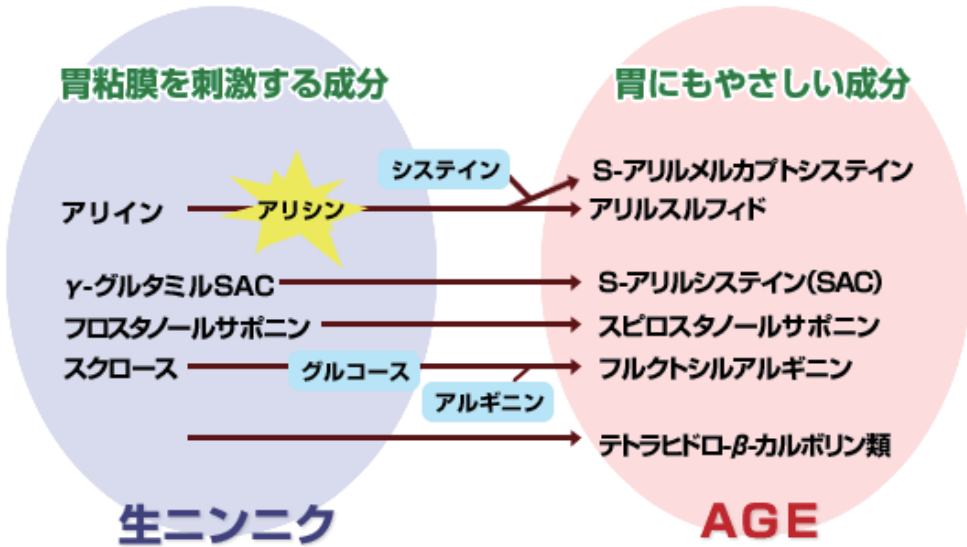 胃粘膜を刺激する成分
胃にもやさしい成分
システイン
S-アリルメルカプトシステイン
アリイン
アリシン
アリルスルフィド
γ-グルタミルSAC
S-アリルシステイン(SAC)
フロスタノールサポニン
スピロスタノールサポニン
スクロース
グルコース
フルクトシルアルギニン
アルギニン
テトラヒドロ-β-カルボリン類
生ニンニク
AGE